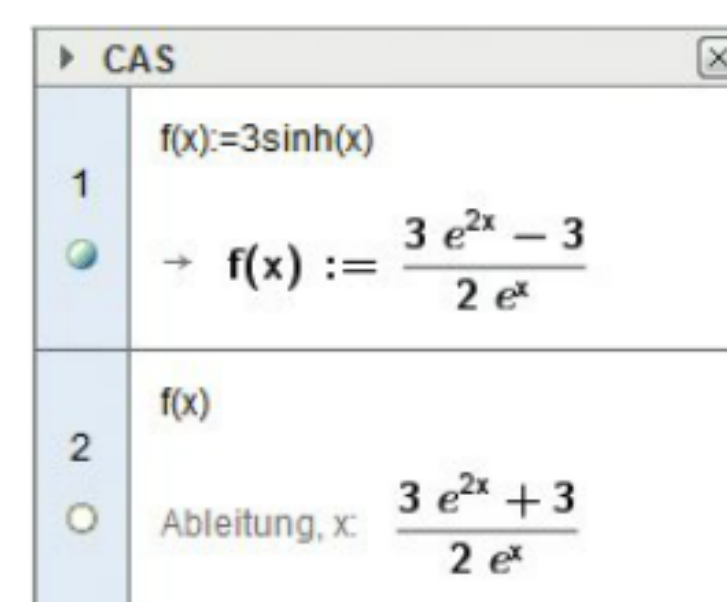 CAS
1
f(x):=3sinh(x)
→ f(x) := (3 e^(2x) − 3) / (2 e^x)
2
f(x)
Ableitung, x: (3 e^(2x) + 3) / (2 e^x)